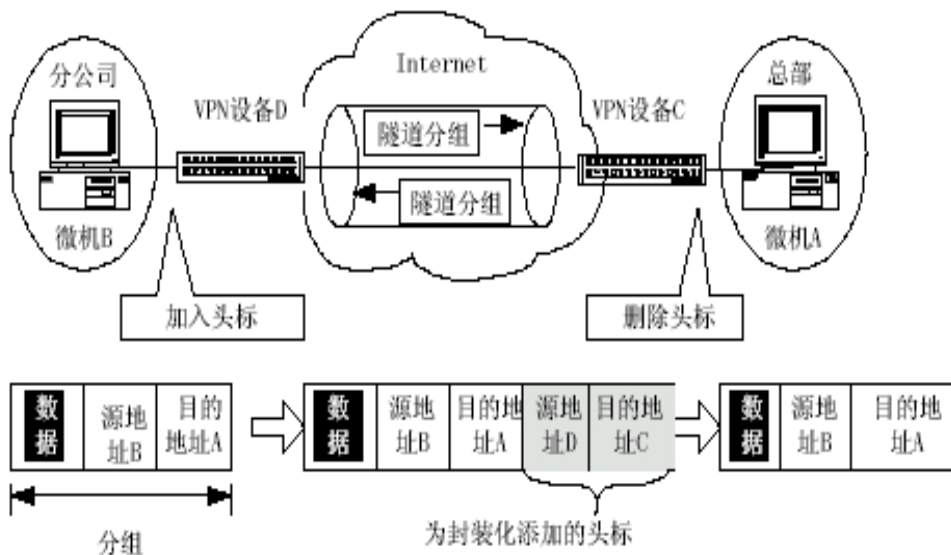 Internet
分公司
总部
VPN设备D
VPN设备C
隧道分组
隧道分组
微机B
微机A
加入头标
删除头标
数
据
源地
址B
目的
地址A
数
据
源地
址B
目的地
址A
源地
址D
目的地
址C
数
据
源地
址B
目的地
址A
分组
为封装化添加的头标